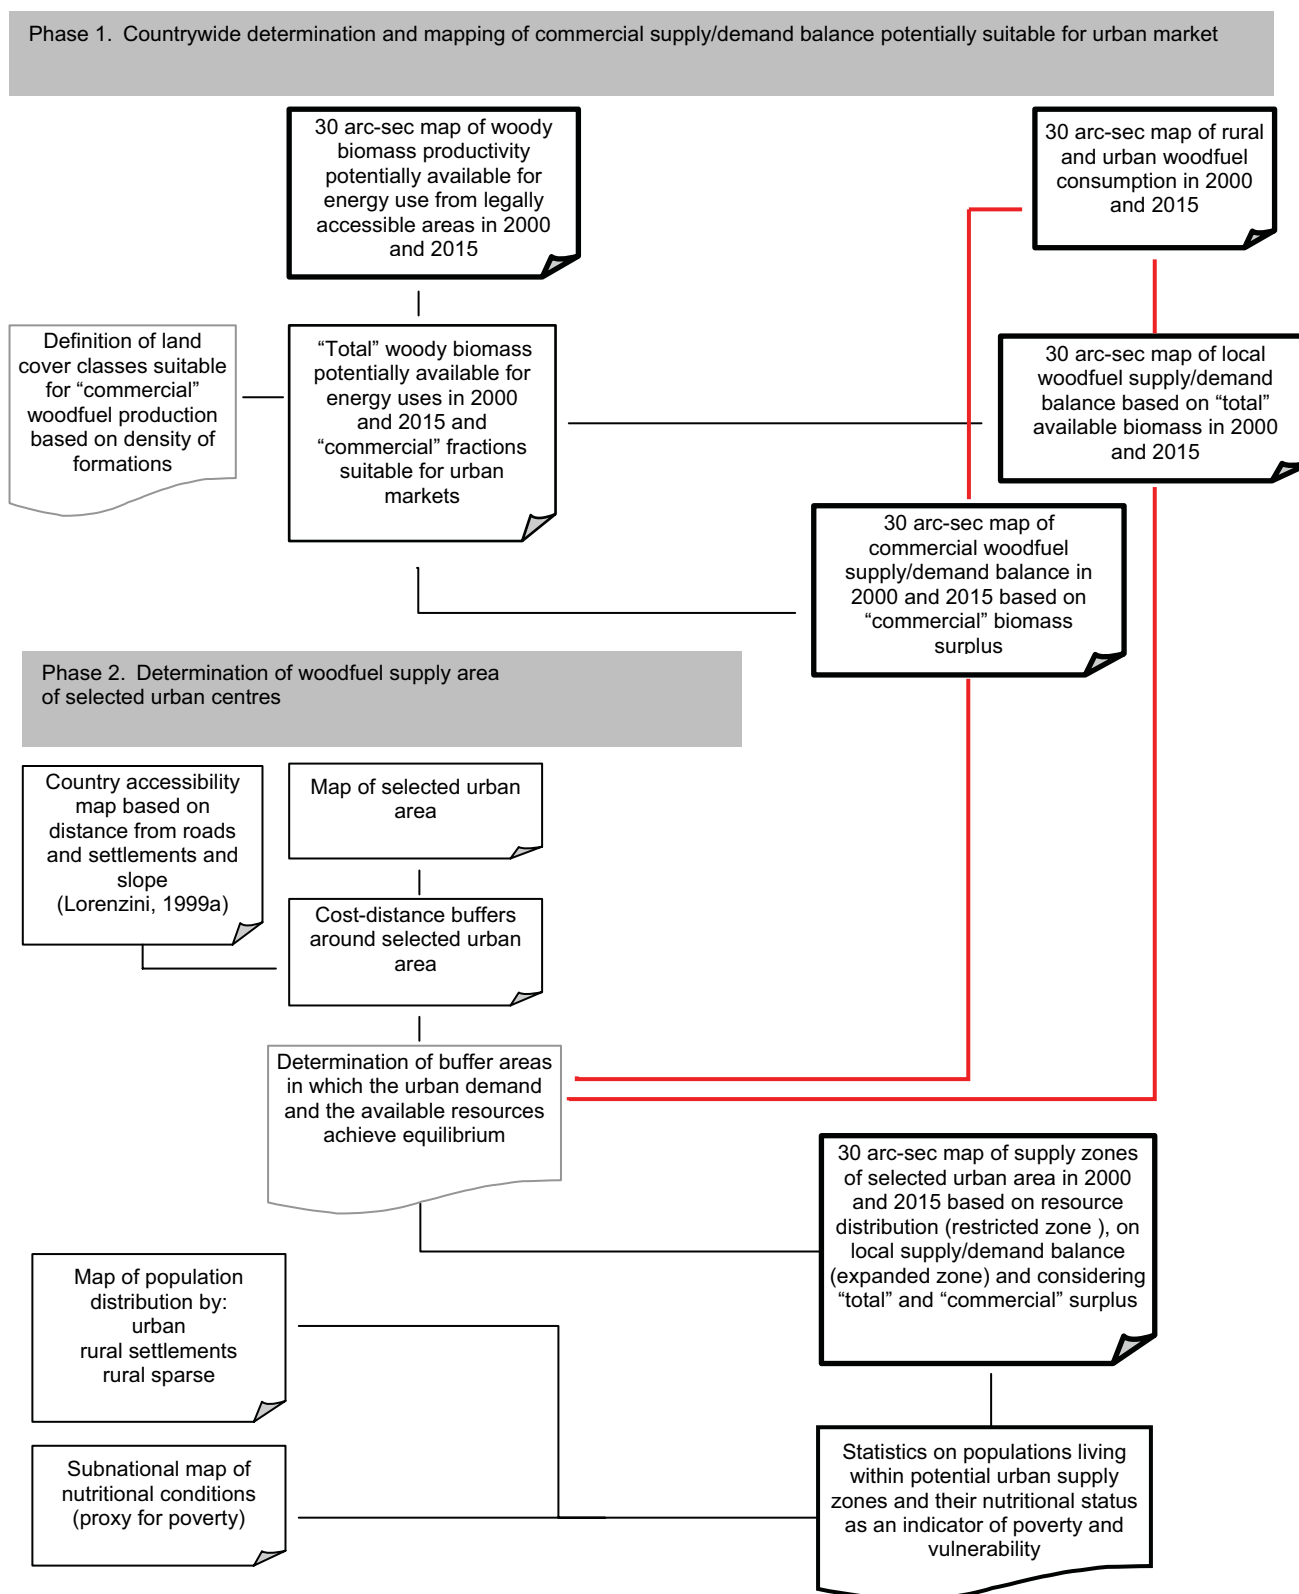 Phase 1.  Countrywide determination and mapping of commercial supply/demand balance potentially suitable for urban market
30 arc-sec map of woody
biomass productivity
potentially available for
energy use from legally
accessible areas in 2000
and 2015
30 arc-sec map of rural
and urban woodfuel
consumption in 2000
and 2015
Definition of land
cover classes suitable
for “commercial”
woodfuel production
based on density of
formations
“Total” woody biomass
potentially available for
energy uses in 2000
and 2015 and
“commercial” fractions
suitable for urban
markets
30 arc-sec map of local
woodfuel supply/demand
balance based on “total”
available biomass in 2000
and 2015
30 arc-sec map of
commercial woodfuel
supply/demand balance in
2000 and 2015 based on
“commercial” biomass
surplus
Phase 2.  Determination of woodfuel supply area
of selected urban centres
Country accessibility
map based on
distance from roads
and settlements and
slope
(Lorenzini, 1999a)
Map of selected urban
area
Cost-distance buffers
around selected urban
area
Determination of buffer areas
in which the urban demand
and the available resources
achieve equilibrium
30 arc-sec map of supply zones
of selected urban area in 2000
and 2015 based on resource
distribution (restricted zone ), on
local supply/demand balance
(expanded zone) and considering
“total” and “commercial” surplus
Map of population
distribution by:
urban
rural settlements
rural sparse
Subnational map of
nutritional conditions
(proxy for poverty)
Statistics on populations living
within potential urban supply
zones and their nutritional status
as an indicator of poverty and
vulnerability